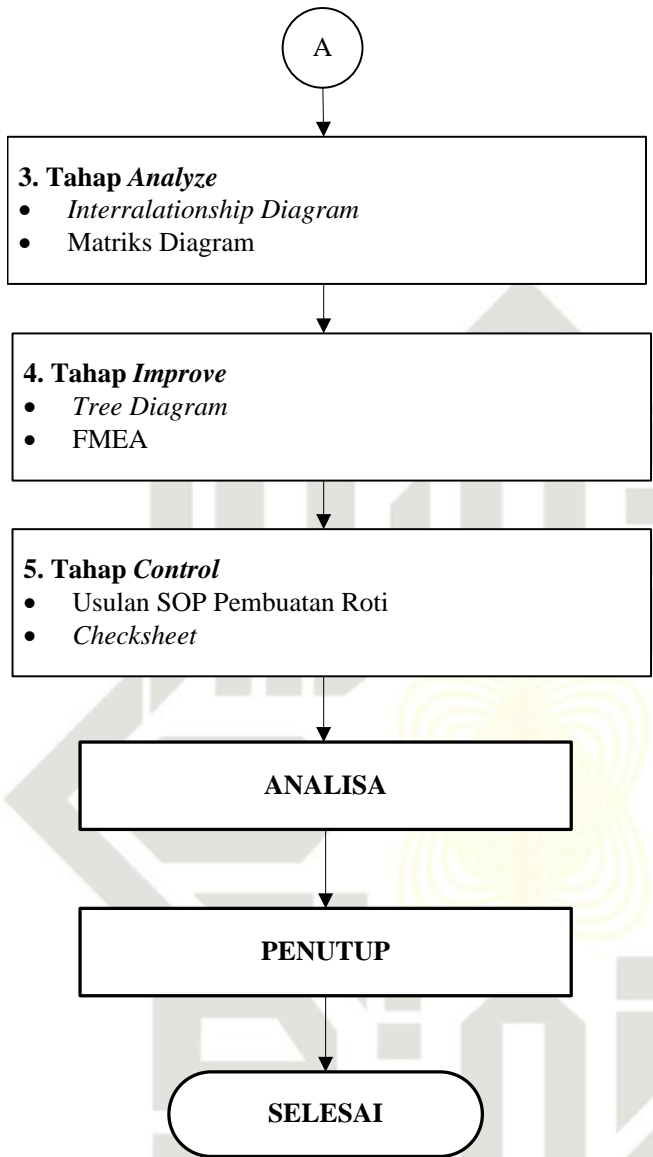 A
3. Tahap Analyze
• Interralationship Diagram
• Matriks Diagram
4. Tahap Improve
• Tree Diagram
• FMEA
5. Tahap Control
• Usulan SOP Pembuatan Roti
• Checksheet
ANALISA
PENUTUP
SELESAI